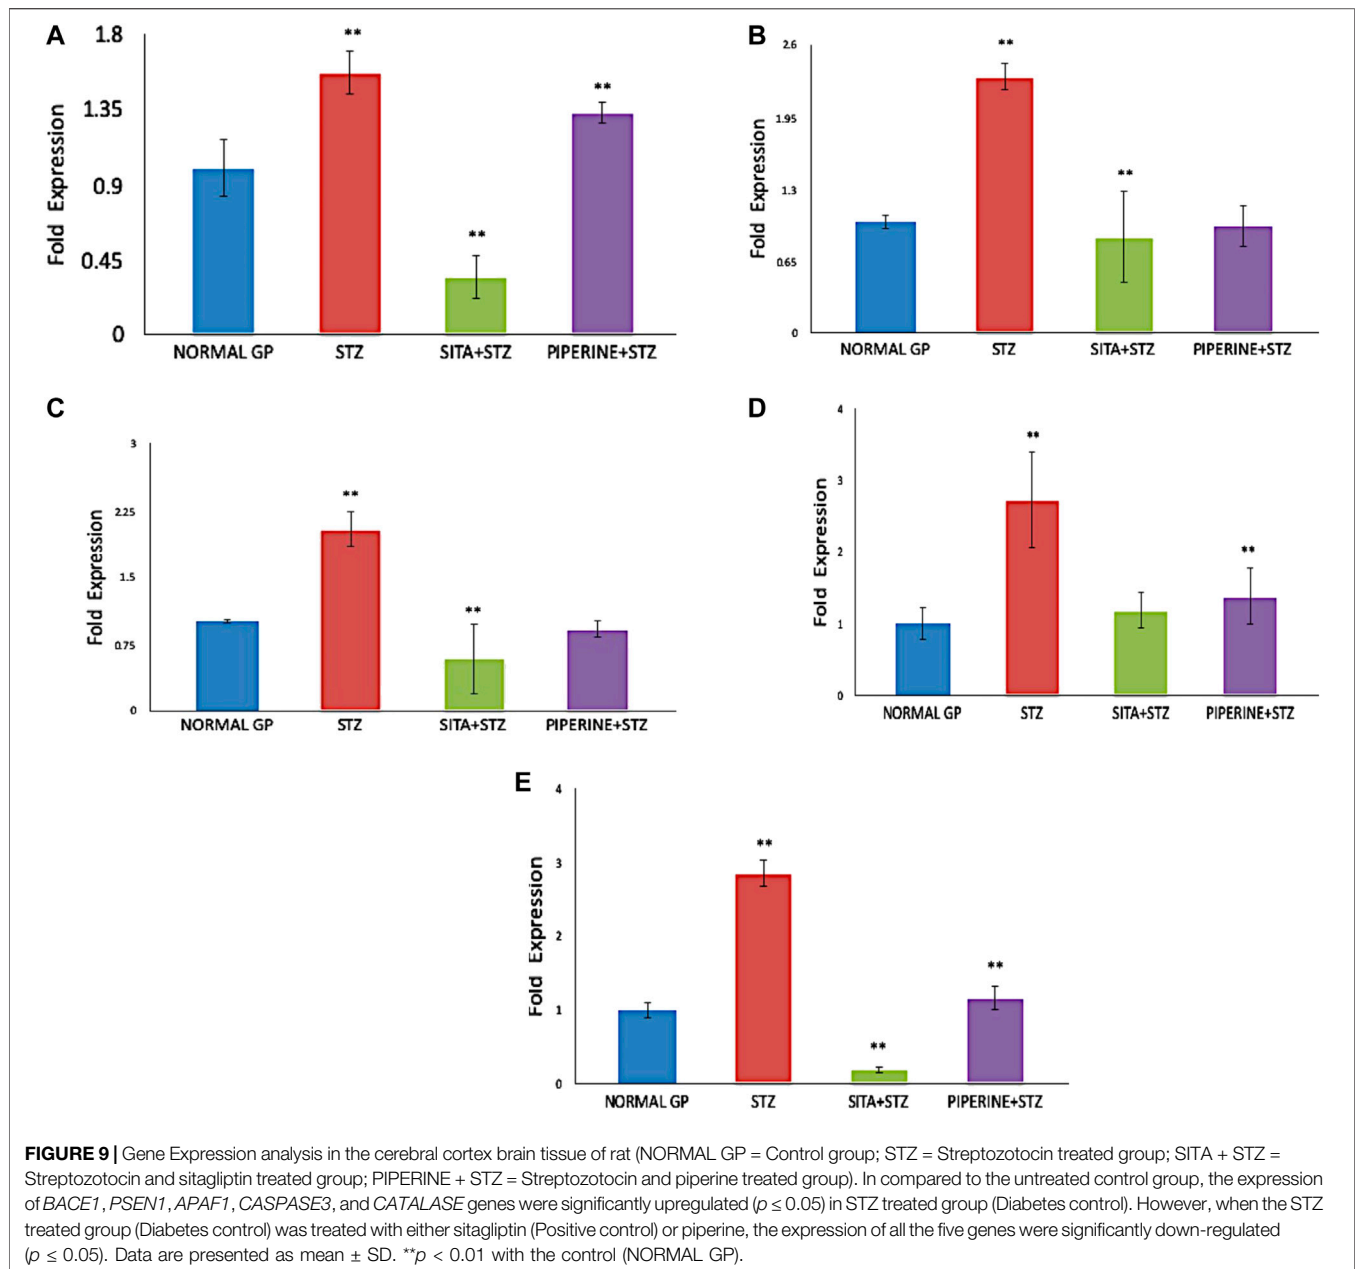 A
Fold Expression
1.8
1.35
0.9
0.45
0
**
**
**
NORMAL GP STZ SITA+STZ PIPERINE+STZ
B
Fold Expression
2.6
1.95
1.3
0.65
0
**
**
NORMAL GP STZ SITA+STZ PIPERINE+STZ
C
Fold Expression
3
2.25
1.5
0.75
0
**
**
NORMAL GP STZ SITA+STZ PIPERINE+STZ
D
Fold Expression
4
3
2
1
0
**
**
NORMAL GP STZ SITA+STZ PIPERINE+STZ
E
Fold Expression
4
3
2
1
0
**
**
**
NORMAL GP STZ SITA+STZ PIPERINE+STZ
FIGURE 9 | Gene Expression analysis in the cerebral cortex brain tissue of rat (NORMAL GP = Control group; STZ = Streptozotocin treated group; SITA + STZ =
Streptozotocin and sitagliptin treated group; PIPERINE + STZ = Streptozotocin and piperine treated group). In compared to the untreated control group, the expression
of BACE1, PSEN1, APAF1, CASPASE3, and CATALASE genes were significantly upregulated (p ≤ 0.05) in STZ treated group (Diabetes control). However, when the STZ
treated group (Diabetes control) was treated with either sitagliptin (Positive control) or piperine, the expression of all the five genes were significantly down-regulated
(p ≤ 0.05). Data are presented as mean ± SD. **p < 0.01 with the control (NORMAL GP).